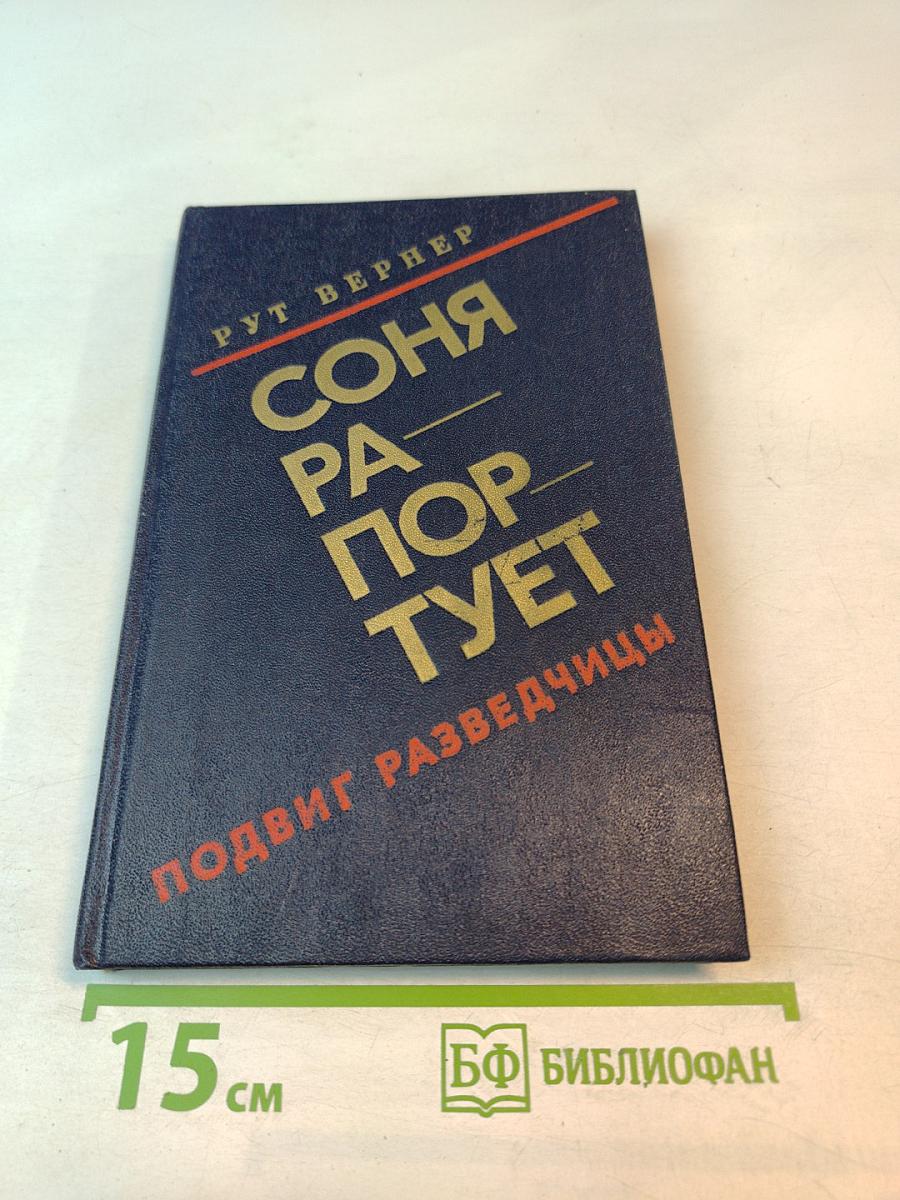 РУТ ВЕРНЕР
СОНЯ
РА—
ПОР—
ТУЕТ
ПОДВИГ РАЗВЕДЧИЦЫ
15 см
БФ БИБЛИОФАН